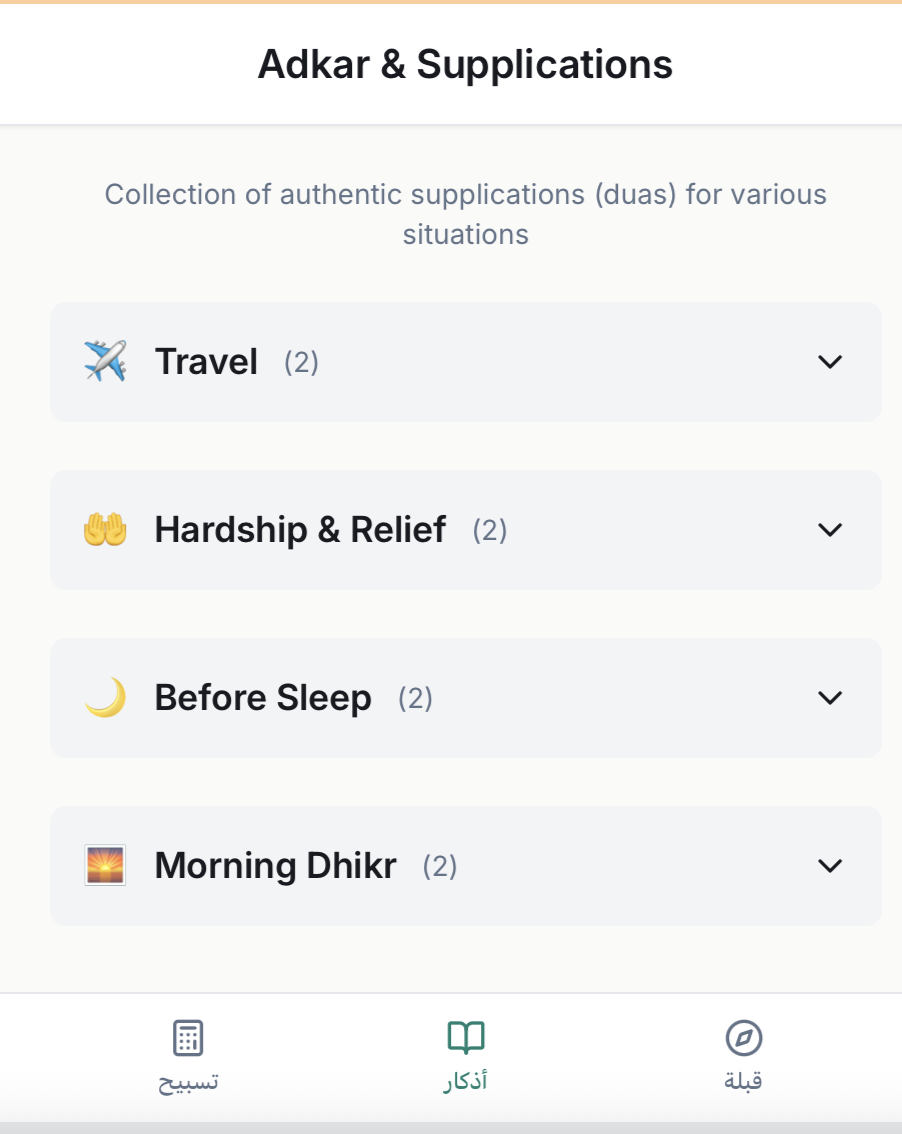 Adkar & Supplications
Collection of authentic supplications (duas) for various
situations
Travel (2)
Hardship & Relief (2)
Before Sleep (2)
Morning Dhikr (2)
تسبيح
أذكار
قبلة